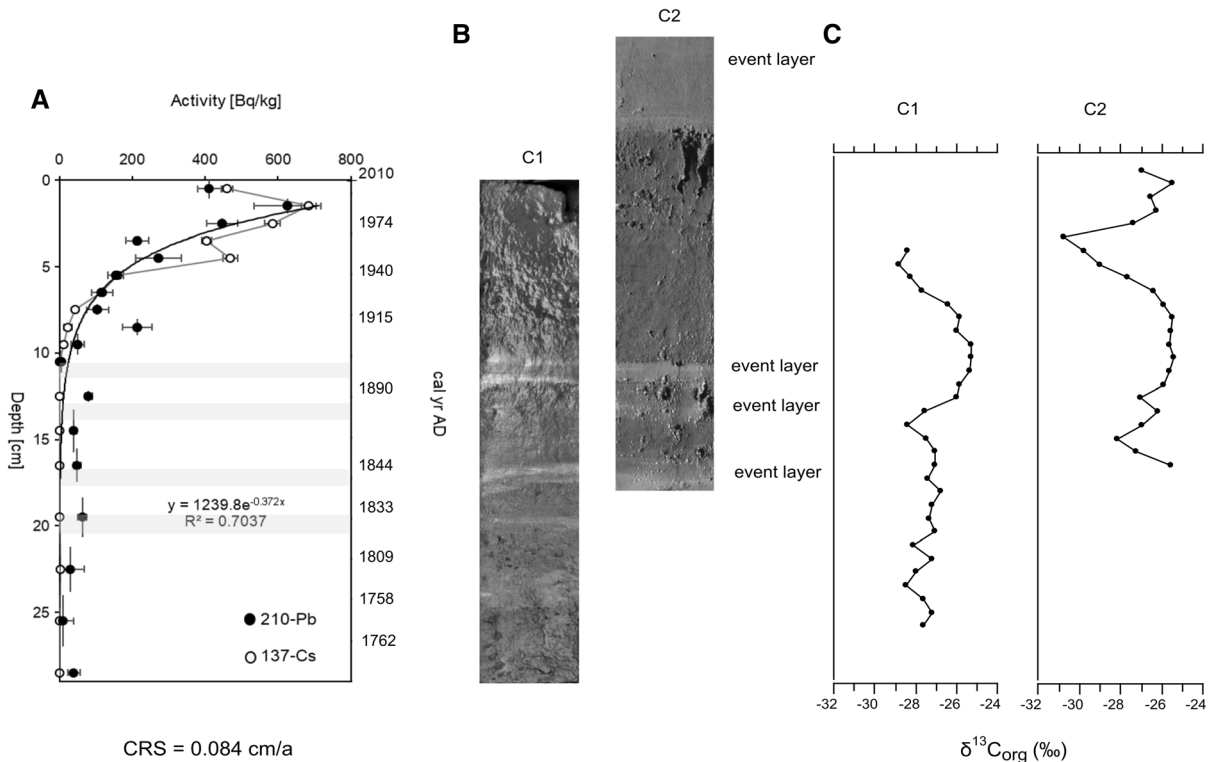 A
Activity [Bq/kg]
0 200 400 600 800
0
5
10
15
20
25
Depth [cm]
2010
1974
1940
1915
1890
1844
1833
1809
1758
1762
cal yr AD
y = 1239.8e^-0.372x
R² = 0.7037
210-Pb
137-Cs
CRS = 0.084 cm/a
B
C1
C2
event layer
event layer
event layer
event layer
C
C1
C2
-32 -30 -28 -26 -24
-32 -30 -28 -26 -24
δ¹³Corg (‰)